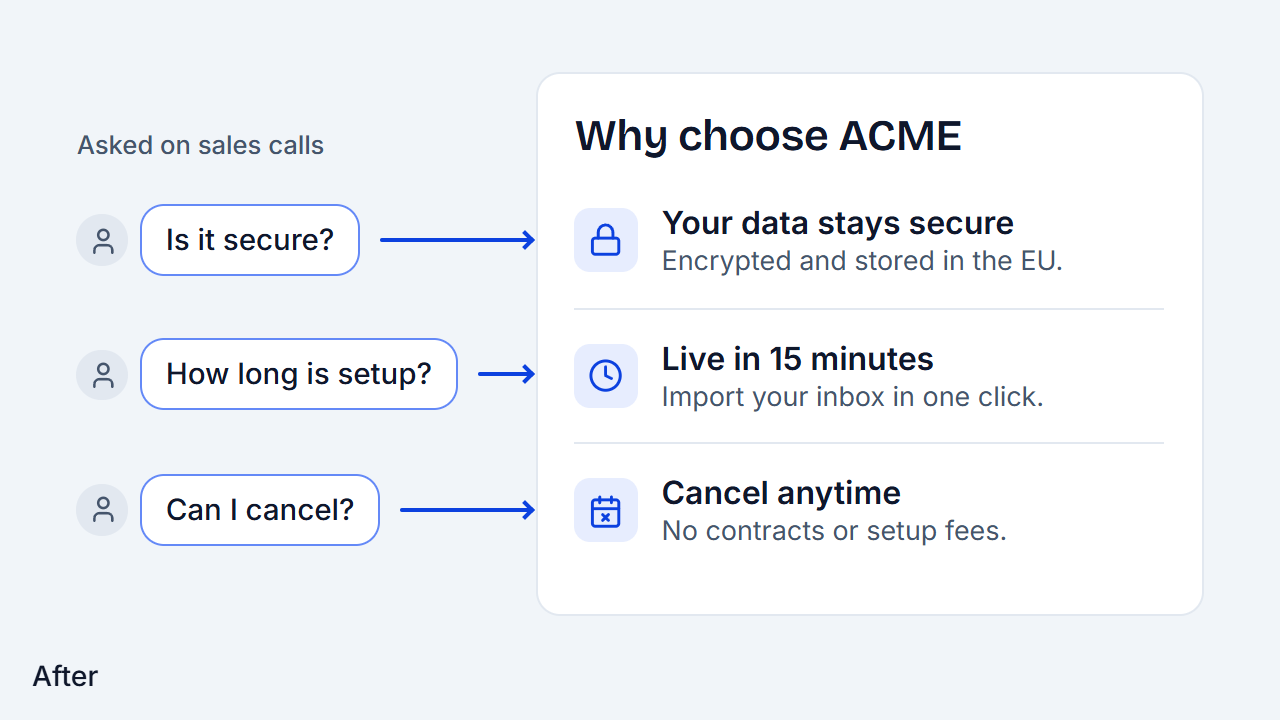 Asked on sales calls
Is it secure?
How long is setup?
Can I cancel?
Why choose ACME
Your data stays secure
Encrypted and stored in the EU.
Live in 15 minutes
Import your inbox in one click.
Cancel anytime
No contracts or setup fees.
After